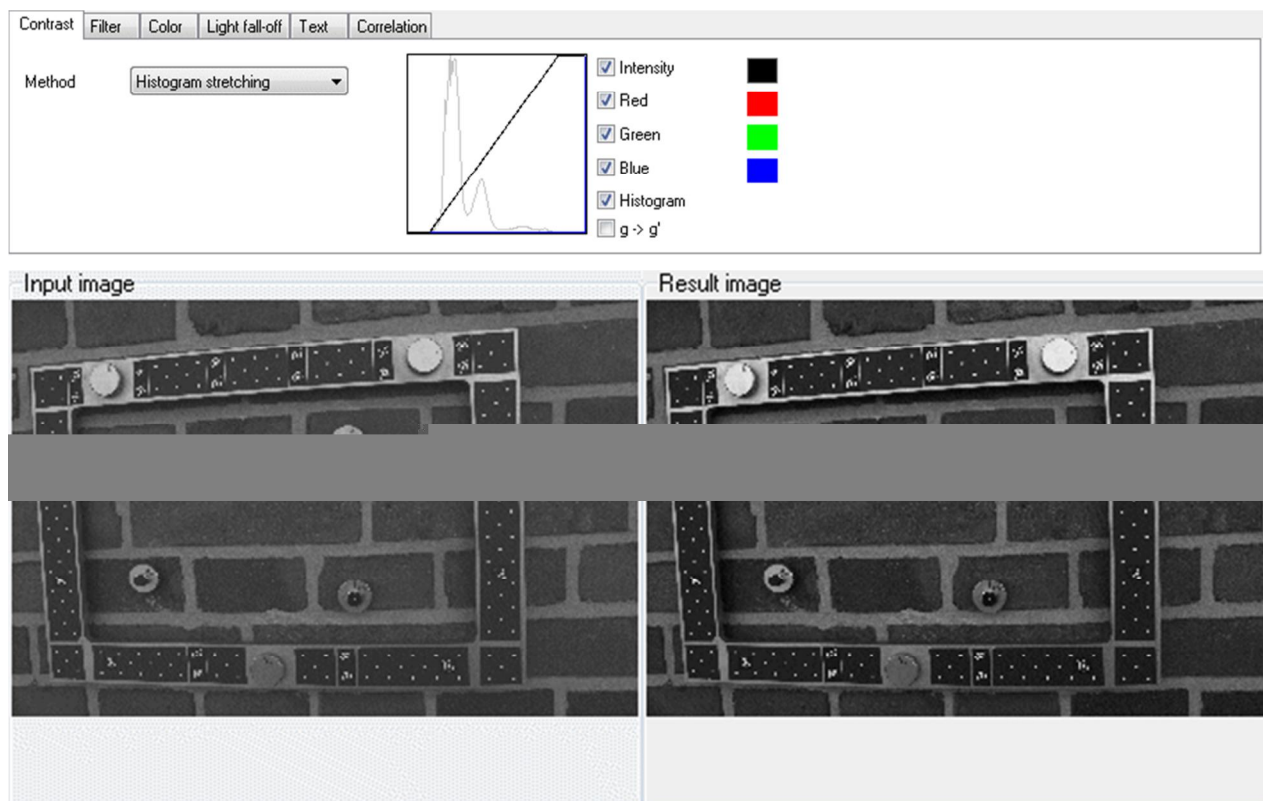 Contrast Filter Color Light fall-off Text Correlation
Method Histogram stretching
Intensity
Red
Green
Blue
Histogram
g -> g'
Input image Result image